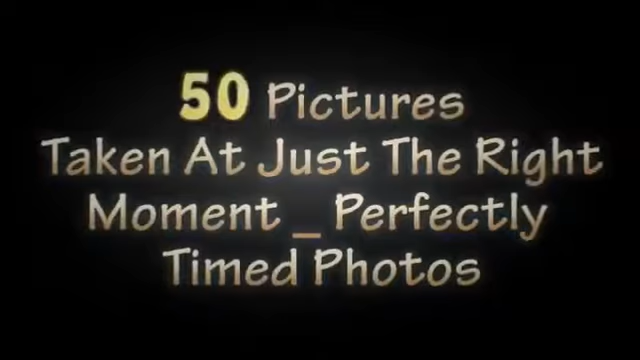 50 Pictures
Taken At Just The Right
Moment _ Perfectly
Timed Photos